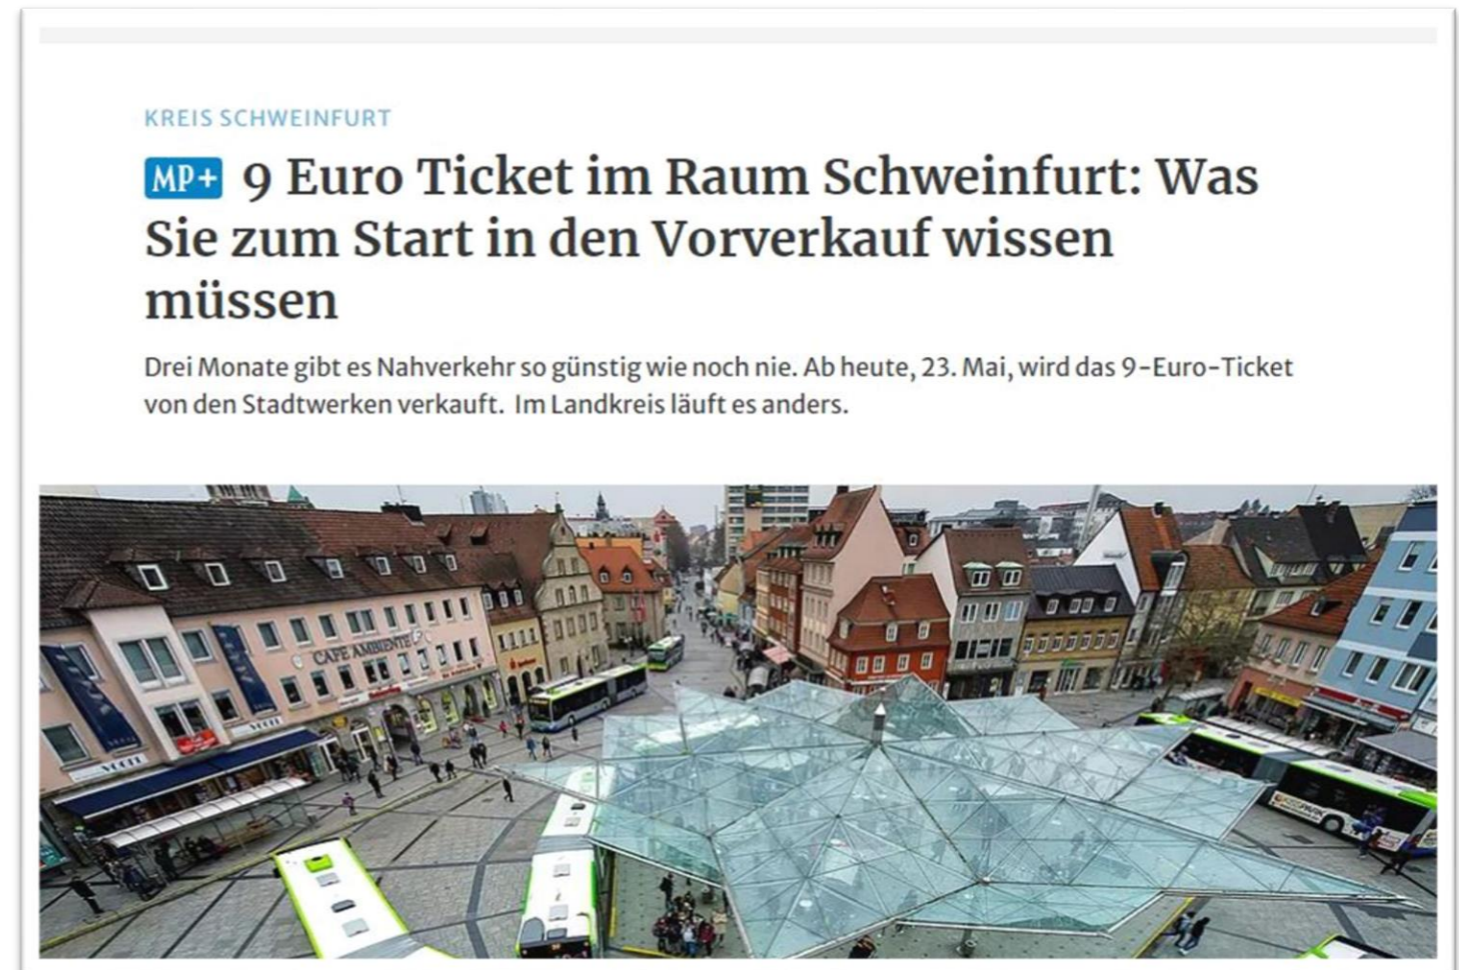 KREIS SCHWEINFURT
MP+ 9 Euro Ticket im Raum Schweinfurt: Was
Sie zum Start in den Vorverkauf wissen
müssen
Drei Monate gibt es Nahverkehr so günstig wie noch nie. Ab heute, 23. Mai, wird das 9-Euro-Ticket
von den Stadtwerken verkauft. Im Landkreis läuft es anders.
CAFE AMBIENTE
VÖGEL
VÖGEL